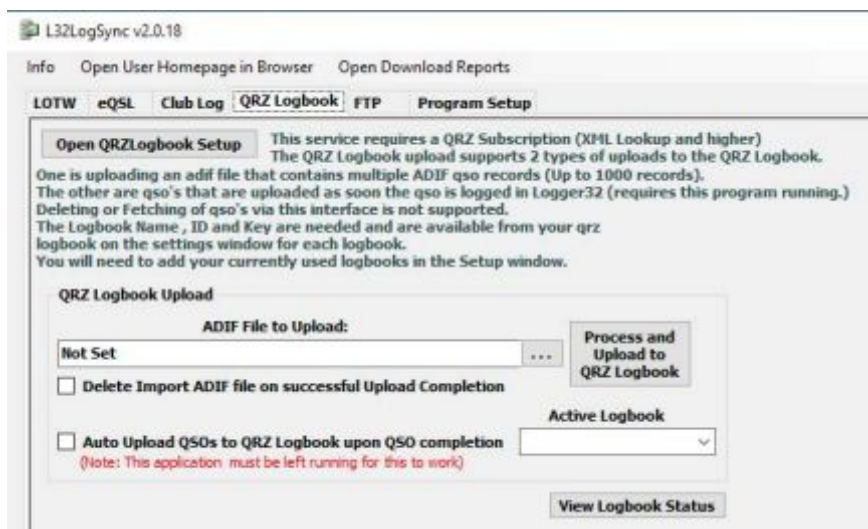 L32LogSync v2.0.18
Info Open User Homepage in Browser Open Download Reports
LOTW eQSL Club Log QRZ Logbook FTP Program Setup
Open QRZLogbook Setup
This service requires a QRZ Subscription (XML Lookup and higher)
The QRZ Logbook upload supports 2 types of uploads to the QRZ Logbook.
One is uploading an adif file that contains multiple ADIF qso records (Up to 1000 records).
The other are qso's that are uploaded as soon the qso is logged in Logger32 (requires this program running.)
Deleting or Fetching of qso's via this interface is not supported.
The Logbook Name , ID and Key are needed and are available from your qrz
logbook on the settings window for each logbook.
You will need to add your currently used logbooks in the Setup window.
QRZ Logbook Upload
ADIF File to Upload:
Not Set
...
Process and
Upload to
QRZ Logbook
Delete Import ADIF file on successful Upload Completion
Active Logbook
Auto Upload QSOs to QRZ Logbook upon QSO completion
(Note: This application must be left running for this to work)
View Logbook Status